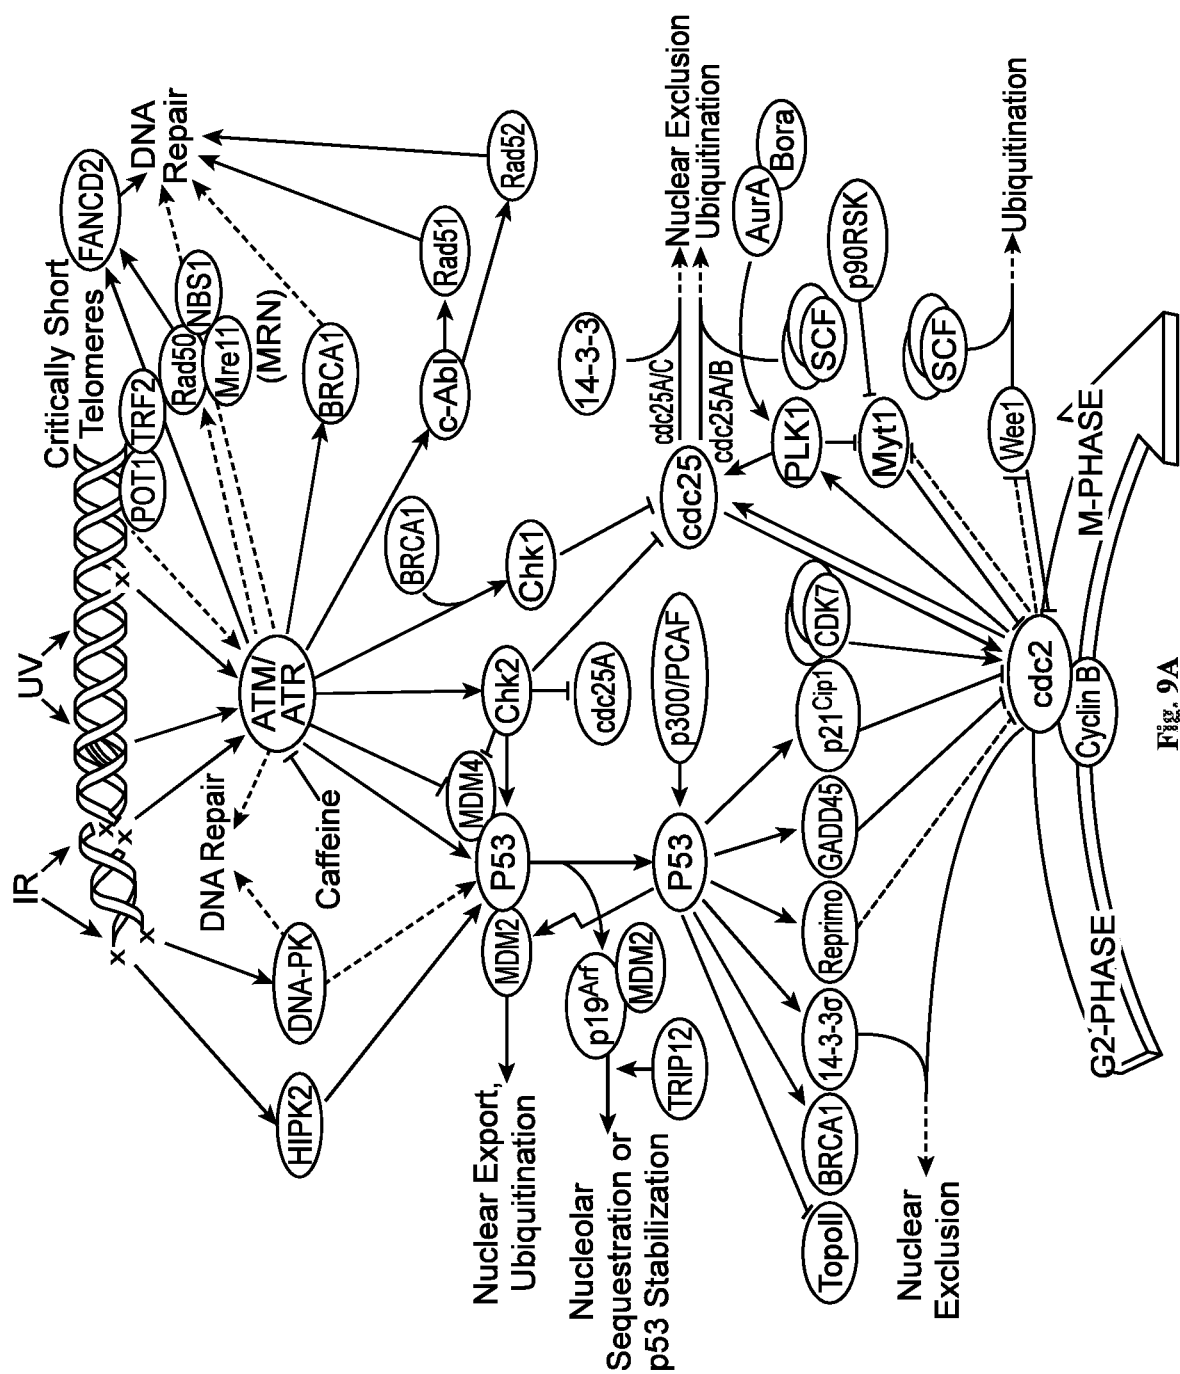 IR
UV
Critically Short
Telomeres
POT1
TRF2
FANCD2
DNA
Repair
Rad50
NBS1
Mre11
(MRN)
BRCA1
ATM/
ATR
DNA Repair
Caffeine
DNA-PK
HIPK2
c-Abl
Rad51
Rad52
BRCA1
Chk1
Chk2
cdc25A
MDM4
P53
MDM2
Nuclear Export,
Ubiquitination
p19Arf
MDM2
TRIP12
Nucleolar
Sequestration or
p53 Stabilization
p300/PCAF
P53
14-3-3
cdc25
cdc25A/C
cdc25A/B
Nuclear Exclusion
Ubiquitination
AurA
Bora
SCF
PLK1
p90RSK
Myt1
CDK7
p21Cip1
GADD45
Reprimo
14-3-3σ
BRCA1
TopoII
Nuclear
Exclusion
SCF
Wee1
Ubiquitination
cdc2
Cyclin B
G2-PHASE
M-PHASE
Fig. 9A